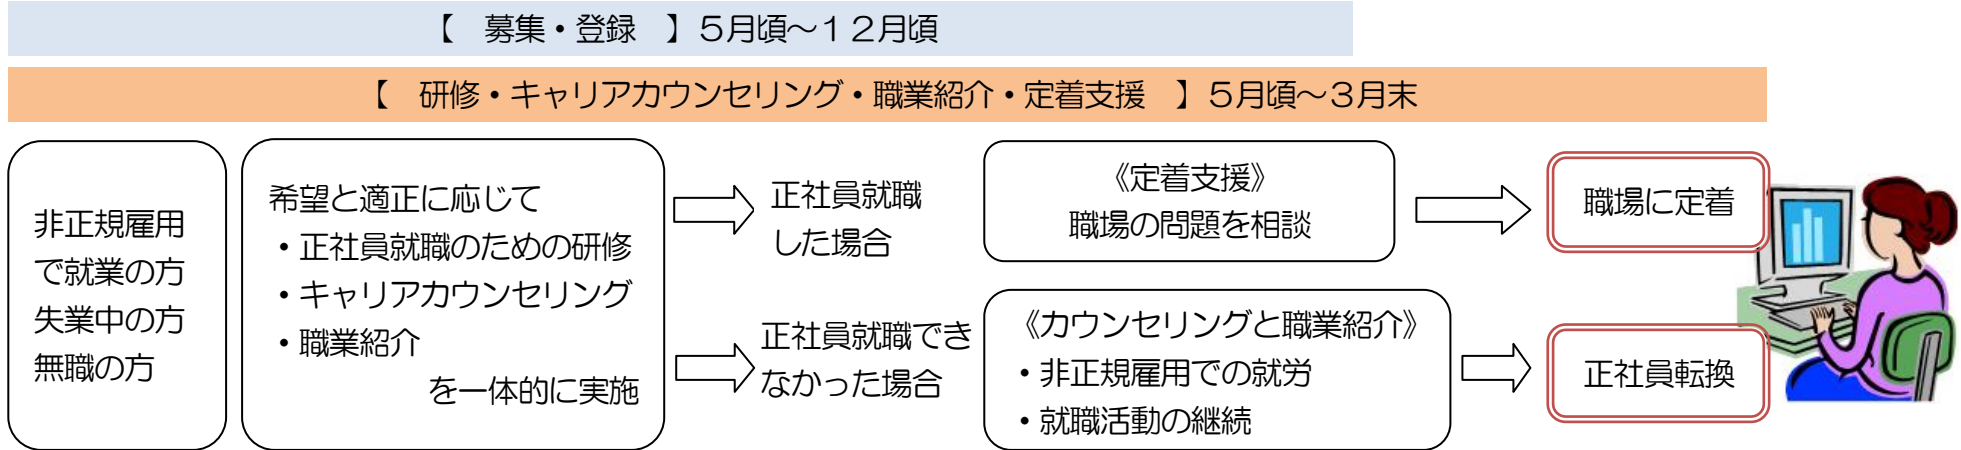 【　募集・登録　】５月頃～１２月頃
【　研修・キャリアカウンセリング・職業紹介・定着支援　】５月頃～３月末
非正規雇用
で就業の方
失業中の方
無職の方
希望と適正に応じて
・正社員就職のための研修
・キャリアカウンセリング
・職業紹介
を一体的に実施
正社員就職
した場合
《定着支援》
職場の問題を相談
職場に定着
正社員就職でき
なかった場合
《カウンセリングと職業紹介》
・非正規雇用での就労
・就職活動の継続
正社員転換